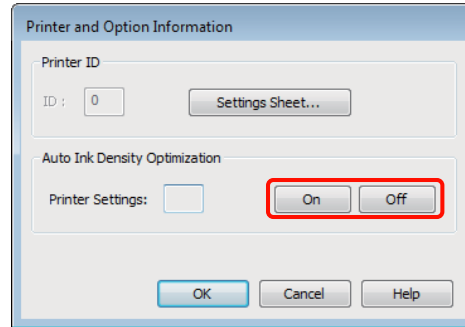 Printer and Option Information
Printer ID
ID : 0 Settings Sheet...
Auto Ink Density Optimization
Printer Settings: On Off
OK Cancel Help